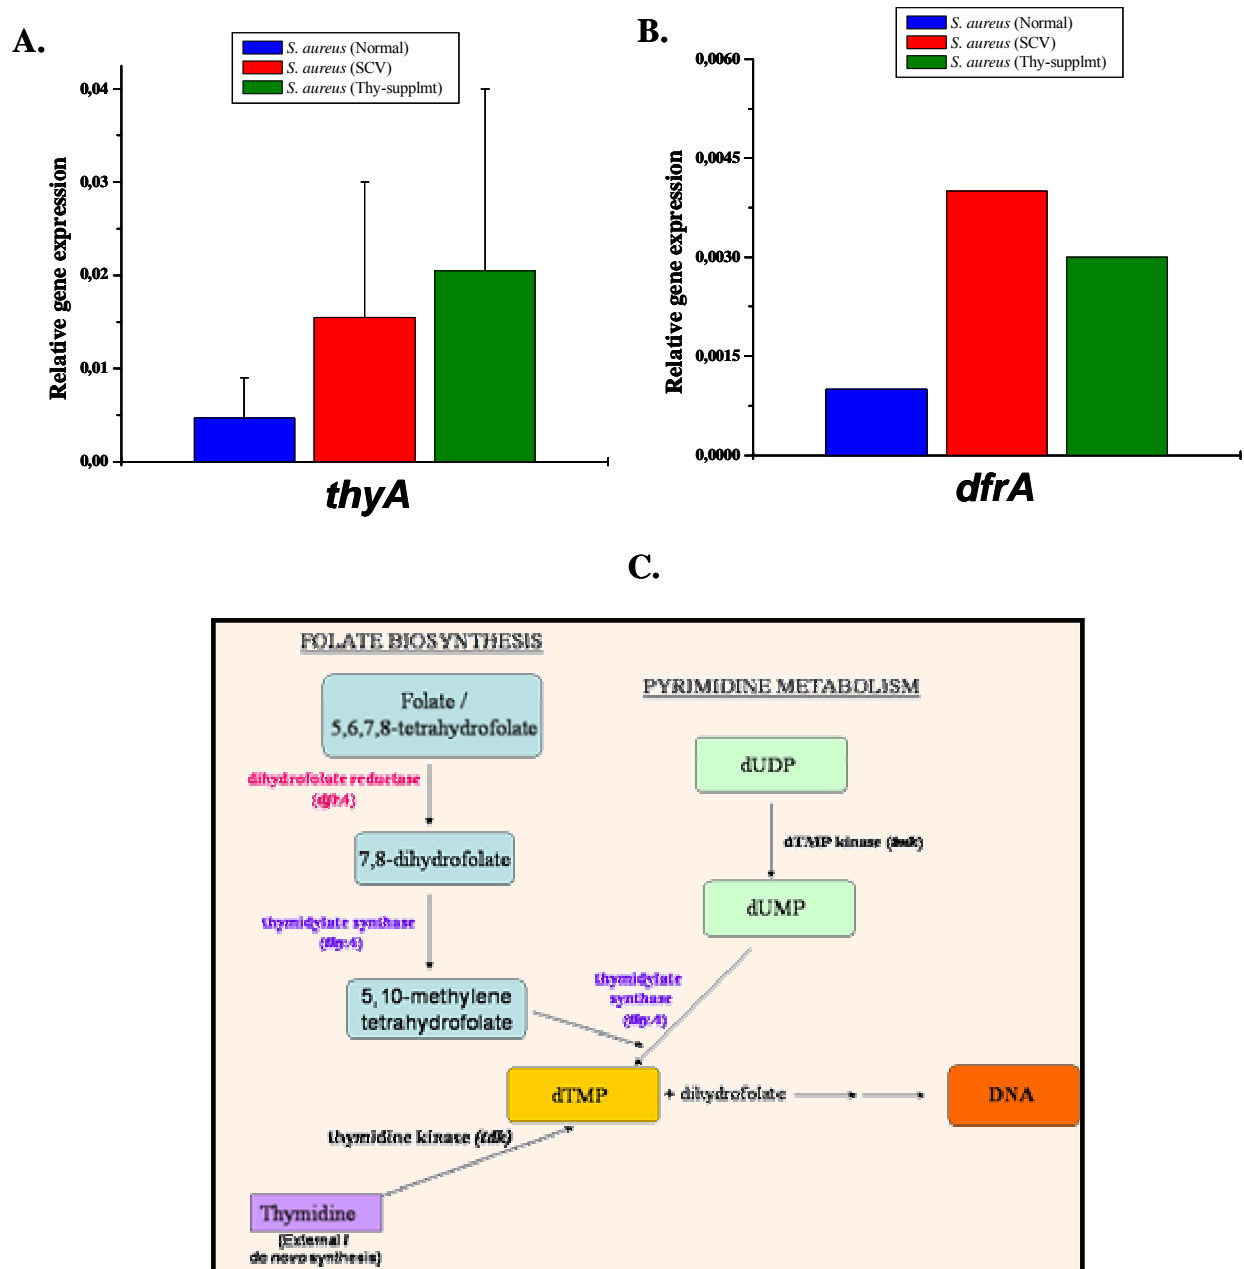 A.
S. aureus (Normal)
S. aureus (SCV)
S. aureus (Thy-supplmt)
Relative gene expression
0,04
0,03
0,02
0,01
0,00
thyA
B.
S. aureus (Normal)
S. aureus (SCV)
S. aureus (Thy-supplmt)
Relative gene expression
0,0060
0,0045
0,0030
0,0015
0,0000
dfrA
C.
FOLATE BIOSYNTHESIS
Folate /
5,6,7,8-tetrahydrofolate
dihydrofolate reductase
(dfrA)
7,8-dihydrofolate
thymidylate synthase
(thyA)
5,10-methylene
tetrahydrofolate
PYRIMIDINE METABOLISM
dUDP
dTMP kinase (tmk)
dUMP
thymidylate
synthase
(thyA)
dTMP
+ dihydrofolate
DNA
thymidine kinase (tdk)
Thymidine
(External /
de novo synthesis)